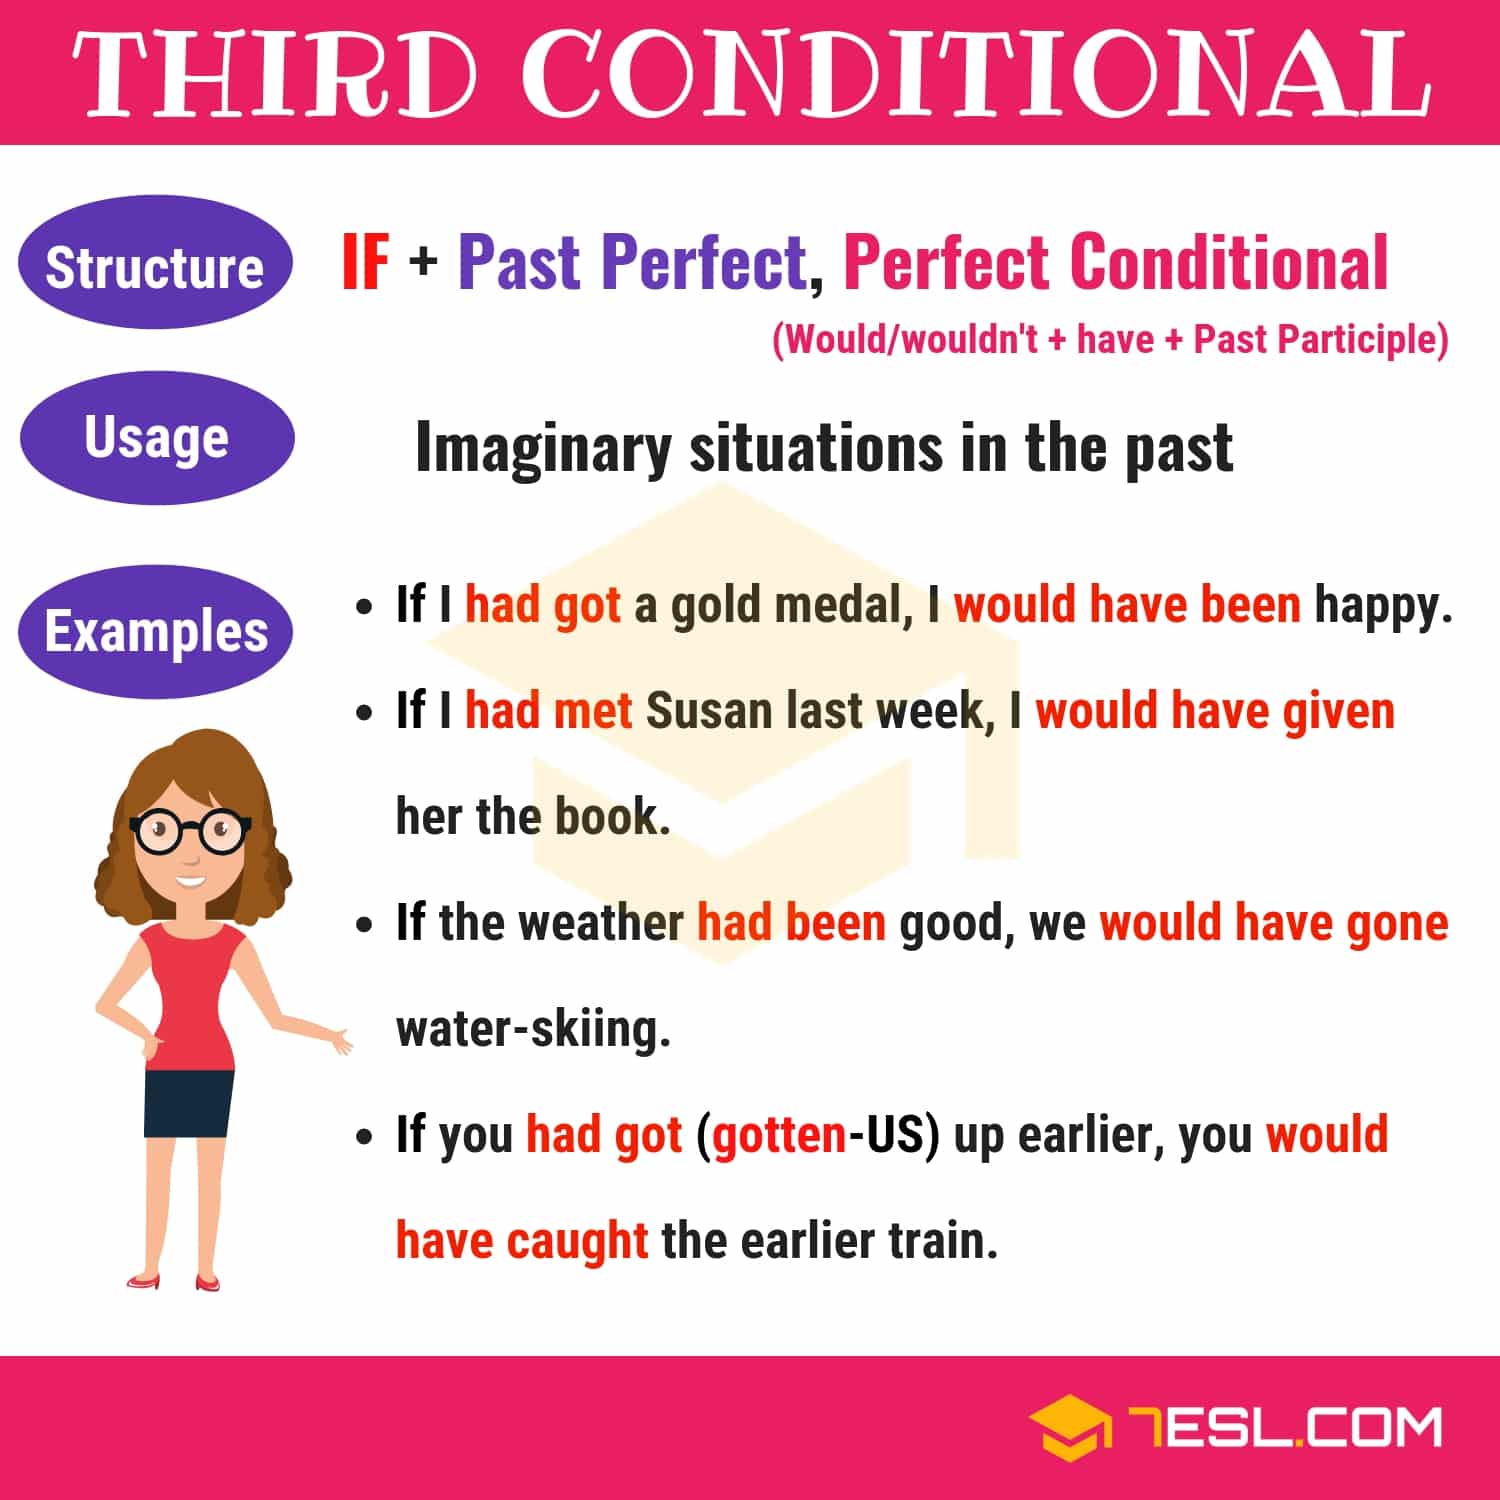 THIRD CONDITIONAL
Structure
IF + Past Perfect, Perfect Conditional
(Would/wouldn't + have + Past Participle)
Usage
Imaginary situations in the past
Examples
• If I had got a gold medal, I would have been happy.
• If I had met Susan last week, I would have given
her the book.
• If the weather had been good, we would have gone
water-skiing.
• If you had got (gotten-US) up earlier, you would
have caught the earlier train.
7ESL.COM